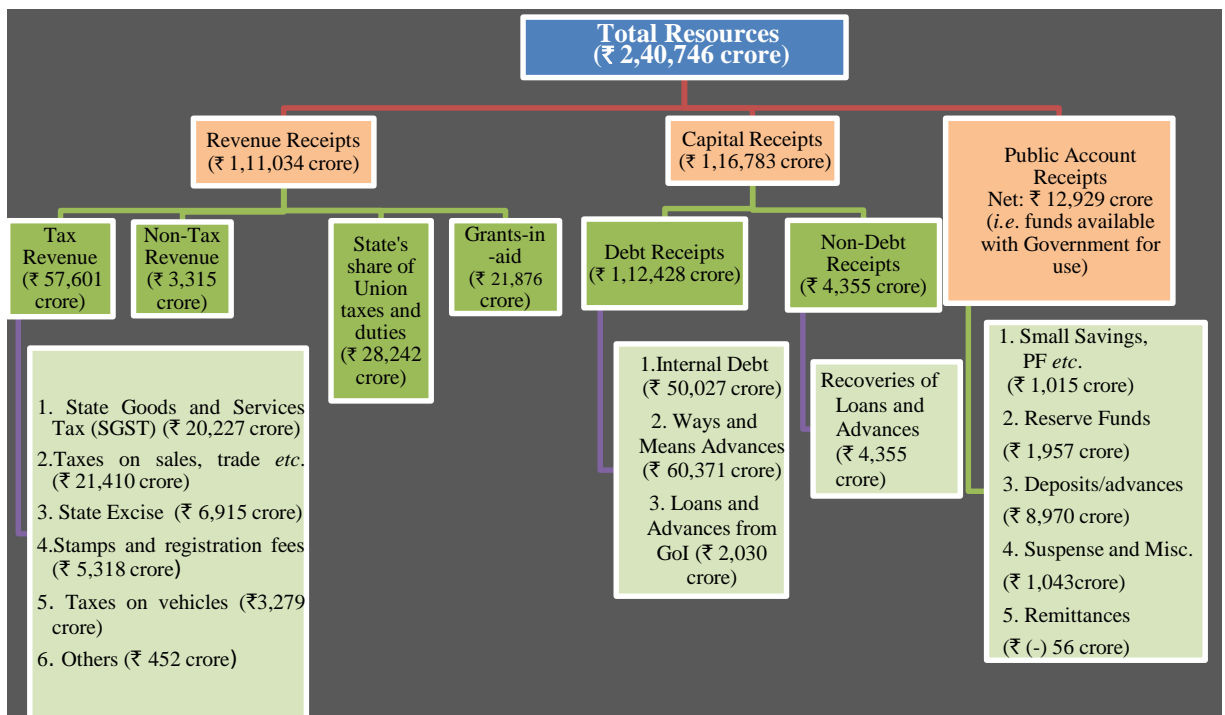 Total Resources
(₹ 2,40,746 crore)
Revenue Receipts
(₹ 1,11,034 crore)
Capital Receipts
(₹ 1,16,783 crore)
Public Account
Receipts
Net: ₹ 12,929 crore
(i.e. funds available
with Government for
use)
Tax
Revenue
(₹ 57,601
crore)
Non-Tax
Revenue
(₹ 3,315
crore)
State's
share of
Union
taxes and
duties
(₹ 28,242
crore)
Grants-in
-aid
(₹ 21,876
crore)
Debt Receipts
(₹ 1,12,428 crore)
Non-Debt
Receipts
(₹ 4,355 crore)
1. State Goods and Services
Tax (SGST) (₹ 20,227 crore)
2.Taxes on sales, trade etc.
(₹ 21,410 crore)
3. State Excise (₹ 6,915 crore)
4.Stamps and registration fees
(₹ 5,318 crore)
5. Taxes on vehicles (₹3,279
crore)
6. Others (₹ 452 crore)
1.Internal Debt
(₹ 50,027 crore)
2. Ways and
Means Advances
(₹ 60,371 crore)
3. Loans and
Advances from
GoI (₹ 2,030
crore)
Recoveries of
Loans and
Advances
(₹ 4,355
crore)
1. Small Savings,
PF etc.
(₹ 1,015 crore)
2. Reserve Funds
(₹ 1,957 crore)
3. Deposits/advances
(₹ 8,970 crore)
4. Suspense and Misc.
(₹ 1,043crore)
5. Remittances
(₹ (-) 56 crore)